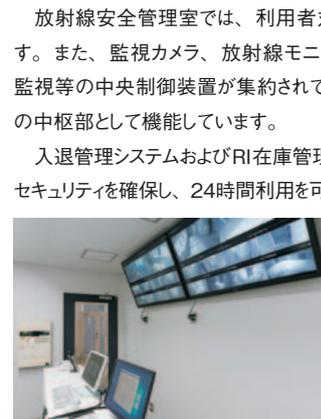 放射線安全管理室では、利用者
す。また、監視カメラ、放射線モニ
監視等の中央制御装置が集約されて
の中枢部として機能しています。
入退管理システムおよびRI在庫管理
セキュリティを確保し、24時間利用を可